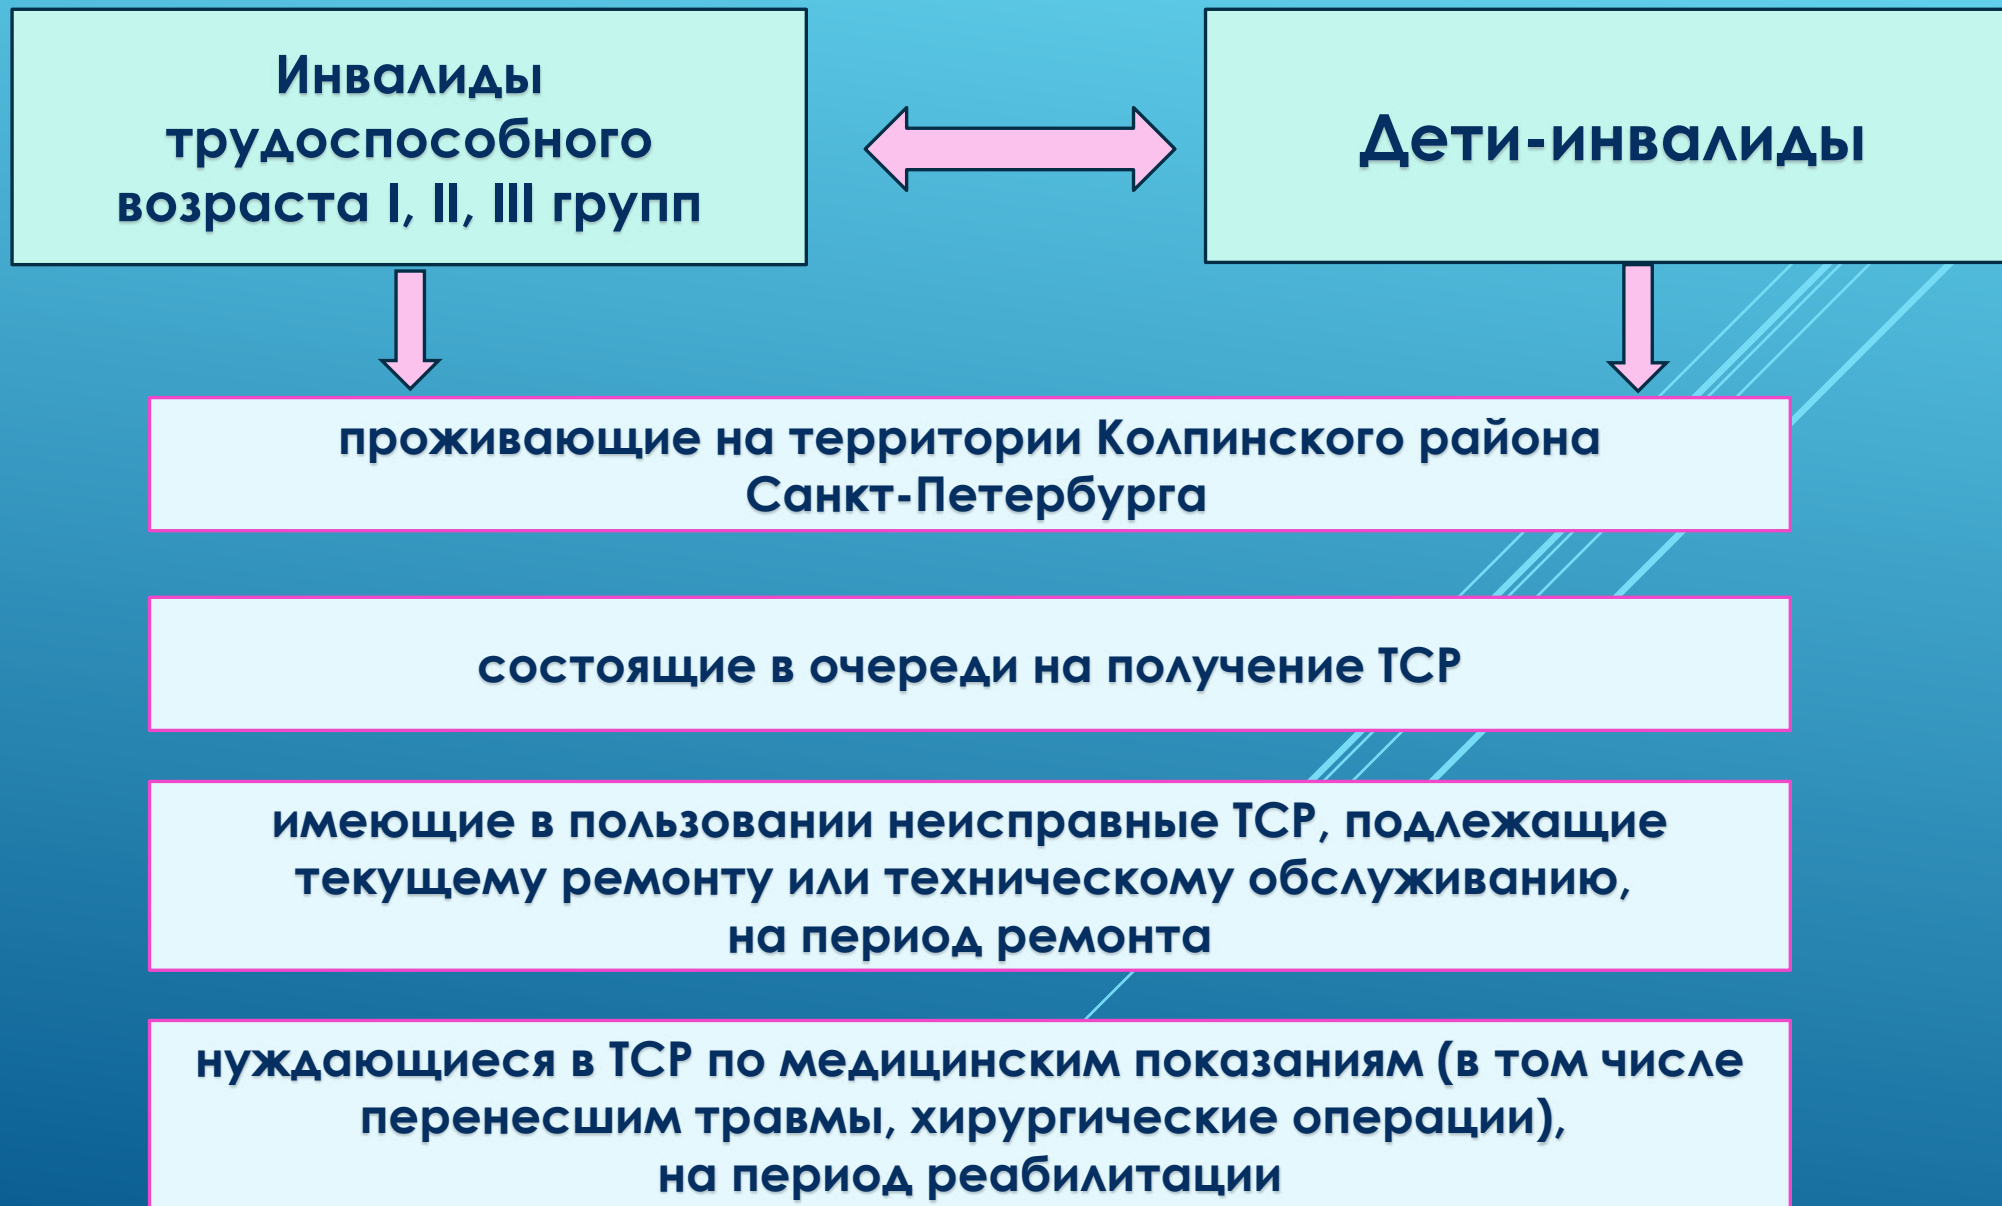 Инвалиды
трудоспособного
возраста I, II, III групп
Дети-инвалиды
проживающие на территории Колпинского района
Санкт-Петербурга
состоящие в очереди на получение ТСР
имеющие в пользовании неисправные ТСР, подлежащие
текущему ремонту или техническому обслуживанию,
на период ремонта
нуждающиеся в ТСР по медицинским показаниям (в том числе
перенесшим травмы, хирургические операции),
на период реабилитации